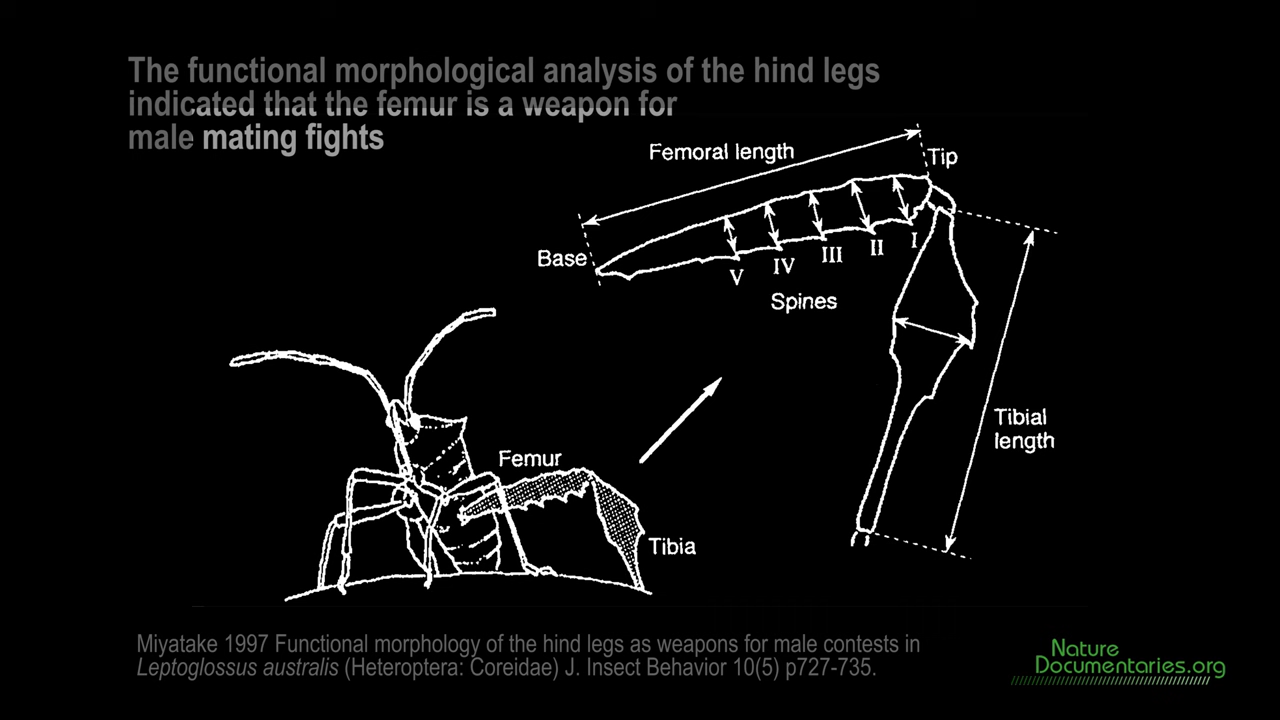 The functional morphological analysis of the hind legs
indicated that the femur is a weapon for
male mating fights
Femoral length
Tip
Base
V
IV
III
II
I
Spines
Tibial
length
Femur
Tibia
Miyatake 1997 Functional morphology of the hind legs as weapons for male contests in
Leptoglossus australis (Heteroptera: Coreidae) J. Insect Behavior 10(5) p727-735.
Nature
Documentaries.org